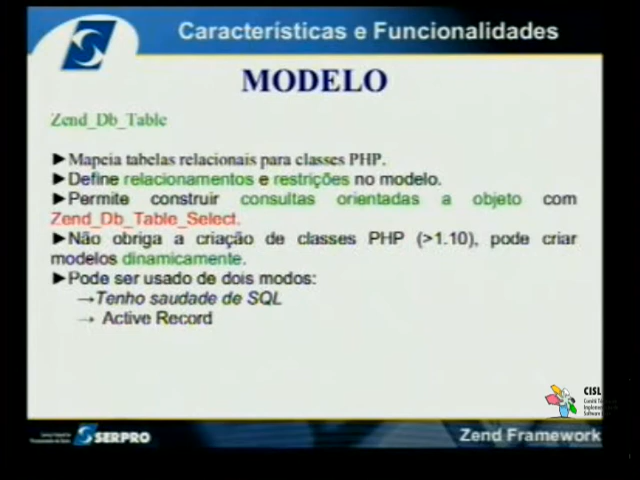 Características e Funcionalidades
MODELO
Zend_Db_Table
►Mapeia tabelas relacionais para classes PHP.
►Define relacionamentos e restrições no modelo.
►Permite construir consultas orientadas a objeto com
Zend_Db_Table_Select.
►Não obriga a criação de classes PHP (>1.10), pode criar
modelos dinamicamente.
►Pode ser usado de dois modos:
→Tenho saudade de SQL
→ Active Record
CISL
SERPRO
Zend Framework